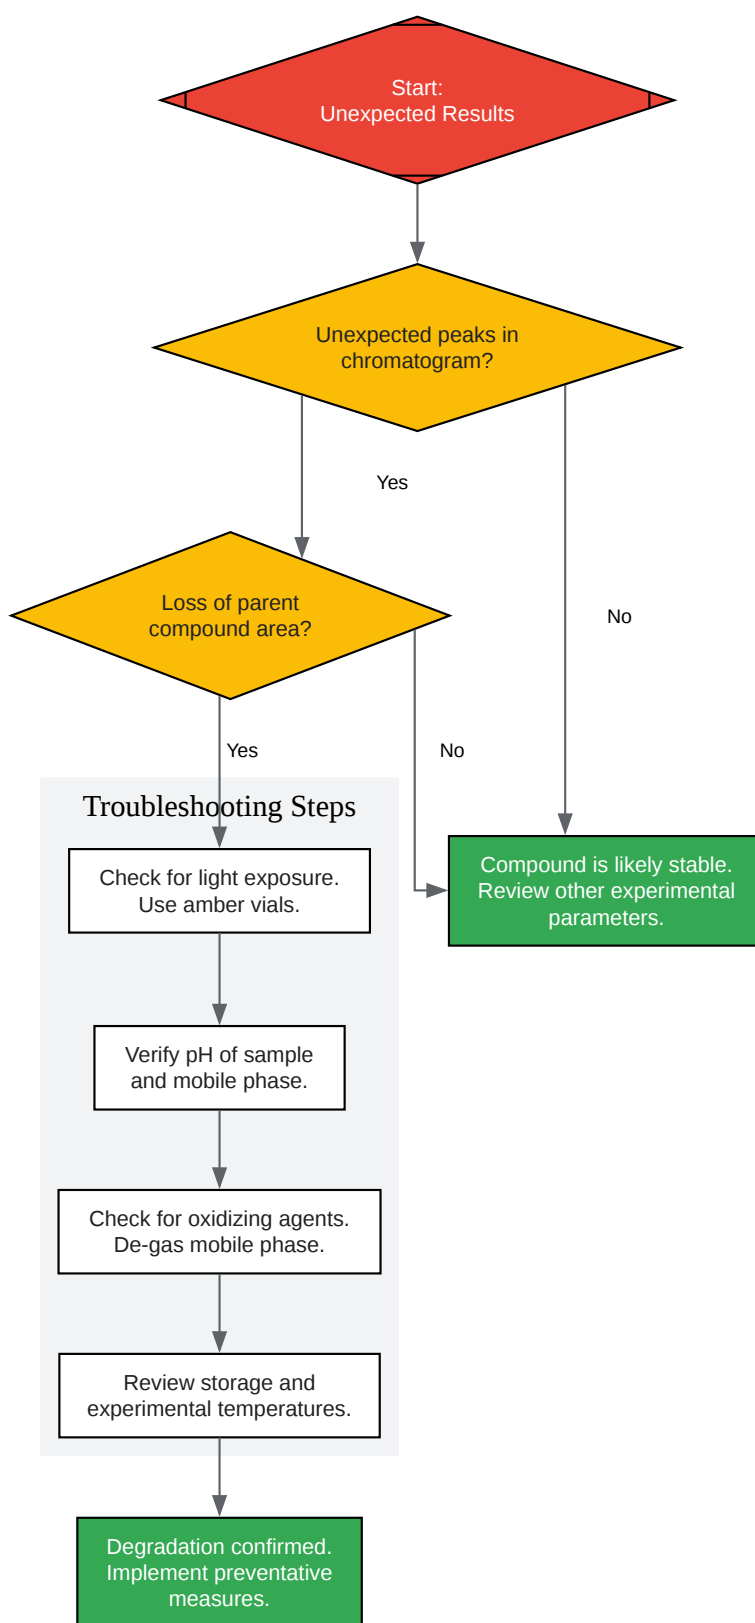 Start:
Unexpected Results
Unexpected peaks in
chromatogram?
Yes
No
Loss of parent
compound area?
Yes
No
Troubleshooting Steps
Check for light exposure.
Use amber vials.
Compound is likely stable.
Review other experimental
parameters.
Verify pH of sample
and mobile phase.
Check for oxidizing agents.
De-gas mobile phase.
Review storage and
experimental temperatures.
Degradation confirmed.
Implement preventative
measures.